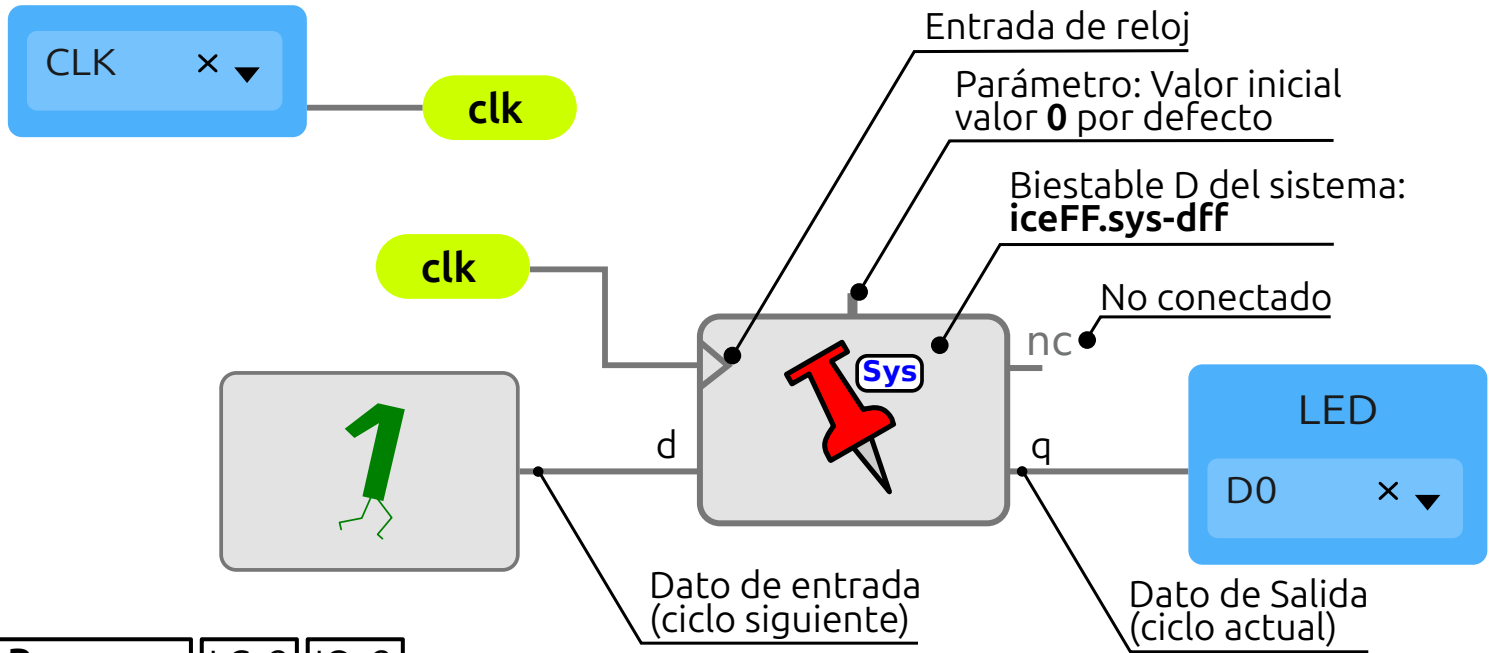 CLK
clk
Entrada de reloj
Parámetro: Valor inicial
valor 0 por defecto
Biestable D del sistema:
iceFF.sys-dff
clk
No conectado
nc
Sys
1
d
q
LED
D0
Dato de entrada
(ciclo siguiente)
Dato de Salida
(ciclo actual)